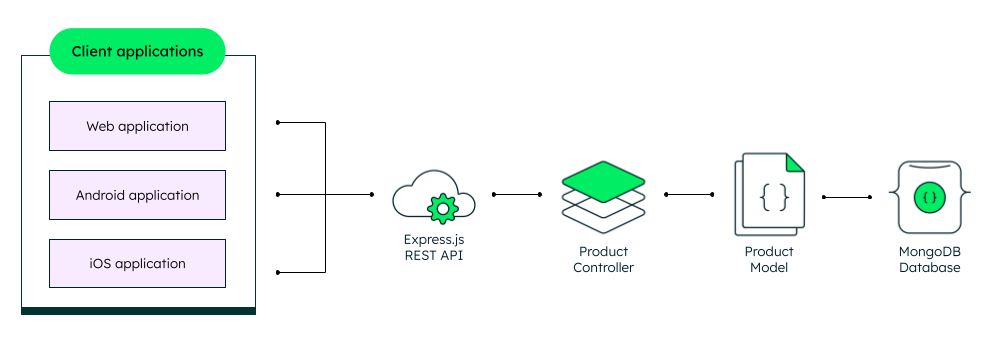 Client applications
Web application
Android application
iOS application
Express.js
REST API
Product
Controller
{ }
Product
Model
{ }
MongoDB
Database